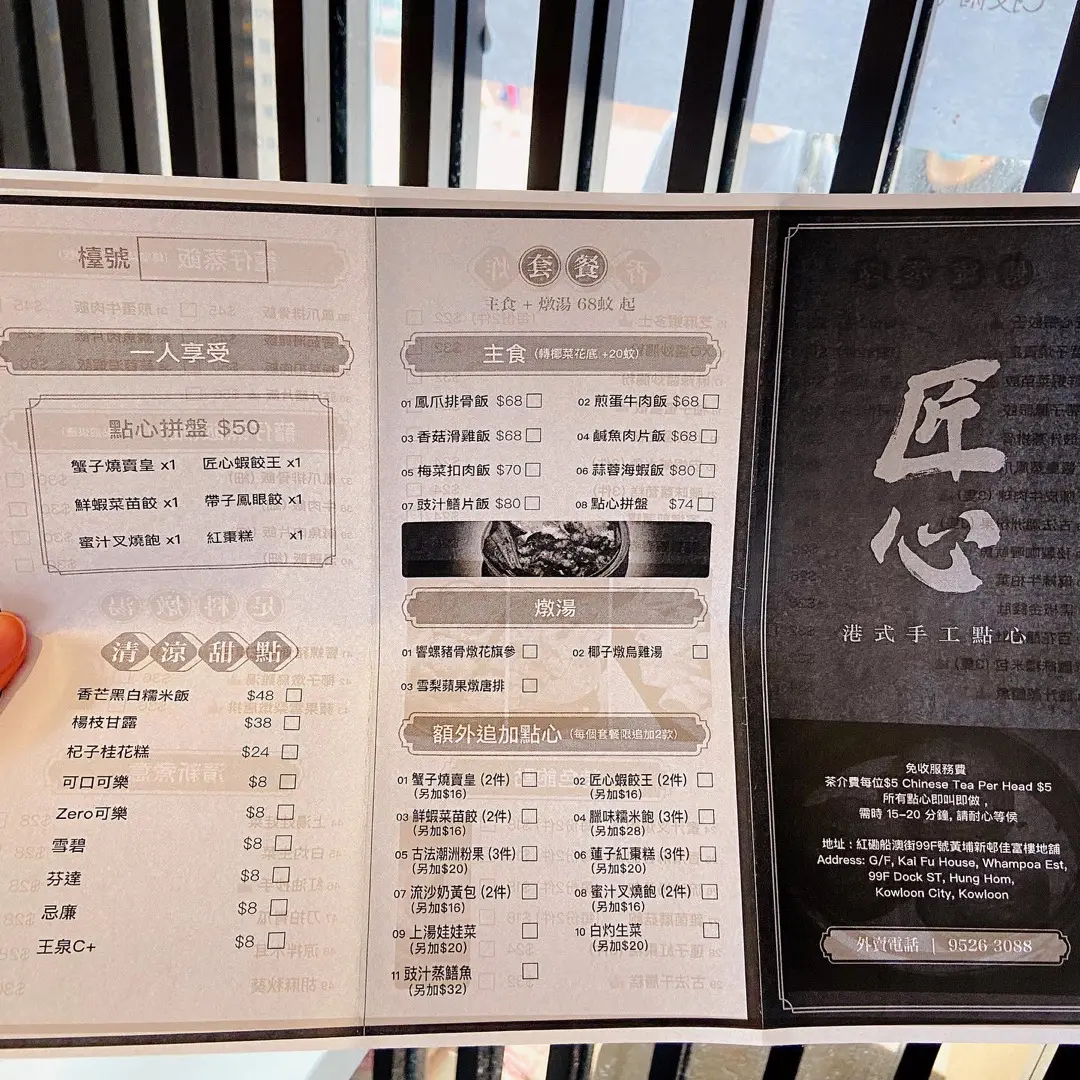 檯號
一人享受
點心拼盤 $50
蟹子燒賣皇 x1 匠心蝦餃王 x1
鮮蝦菜苗餃 x1 帶子鳳眼餃 x1
蜜汁叉燒飽 x1 紅棗糕 x1
清涼甜點
香芒黑白糯米飯 $48
楊枝甘露 $38
杞子桂花糕 $24
可口可樂 $8
Zero可樂 $8
雪碧 $8
芬達 $8
忌廉 $8
王泉C+ $8
套餐
主食 + 燉湯 68蚊 起
主食 (轉椰菜花底 +20蚊)
01 鳳爪排骨飯 $68 02 煎蛋牛肉飯 $68
03 香菇滑雞飯 $68 04 鹹魚肉片飯 $68
05 梅菜扣肉飯 $70 06 蒜蓉海蝦飯 $80
07 豉汁鱔片飯 $80 08 點心拼盤 $74
燉湯
01 響螺豬骨燉花旗參 02 椰子燉烏雞湯
03 雪梨蘋果燉唐排
額外追加點心 (每個套餐限追加2款)
01 蟹子燒賣皇 (2件) 02 匠心蝦餃王 (2件)
(另加$16) (另加$16)
03 鮮蝦菜苗餃 (2件) 04 臘味糯米飽 (3件)
(另加$16) (另加$28)
05 古法潮洲粉果 (3件) 06 蓮子紅棗糕 (3件)
(另加$20) (另加$20)
07 流沙奶黃包 (2件) 08 蜜汁叉燒飽 (2件)
(另加$16) (另加$16)
09 上湯娃娃菜 10 白灼生菜
(另加$20) (另加$20)
11 豉汁蒸鱔魚
(另加$32)
匠心
港式手工點心
免收服務費
茶介費每位$5 Chinese Tea Per Head $5
所有點心即叫即做，
需時 15-20 分鐘, 請耐心等侯
地址：紅磡船澳街99F號黃埔新邨佳富樓地舖
Address: G/F, Kai Fu House, Whampoa Est,
99F Dock ST, Hung Hom,
Kowloon City, Kowloon
外賣電話 | 9526 3088